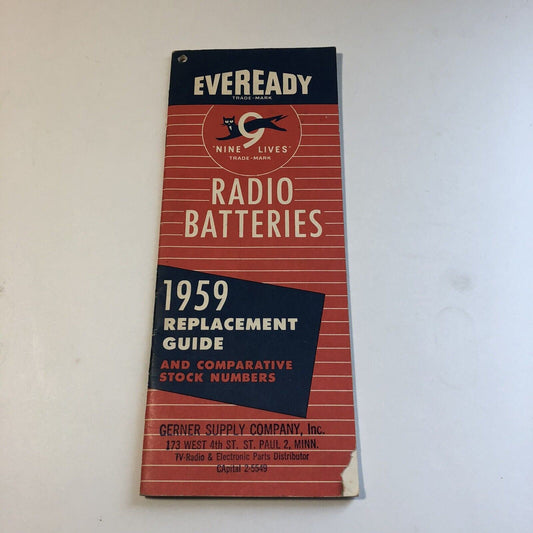 EVEREADY
TRADE-MARK
9
"NINE LIVES"
TRADE-MARK
RADIO
BATTERIES
1959
REPLACEMENT
GUIDE
AND COMPARATIVE
STOCK NUMBERS
GERNER SUPPLY COMPANY, Inc.
173 WEST 4th ST. ST. PAUL 2, MINN.
TV-Radio & Electronic Parts Distributor
CApital 2-5549